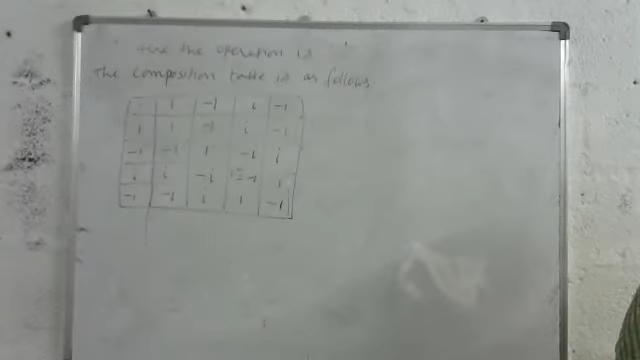 the operation is
The composition table is as follows
1 -1 i -i
1 1 -1 i -i
-1 -1 1 -i i
i i -i i²=-1 1
-i -i i 1 -1